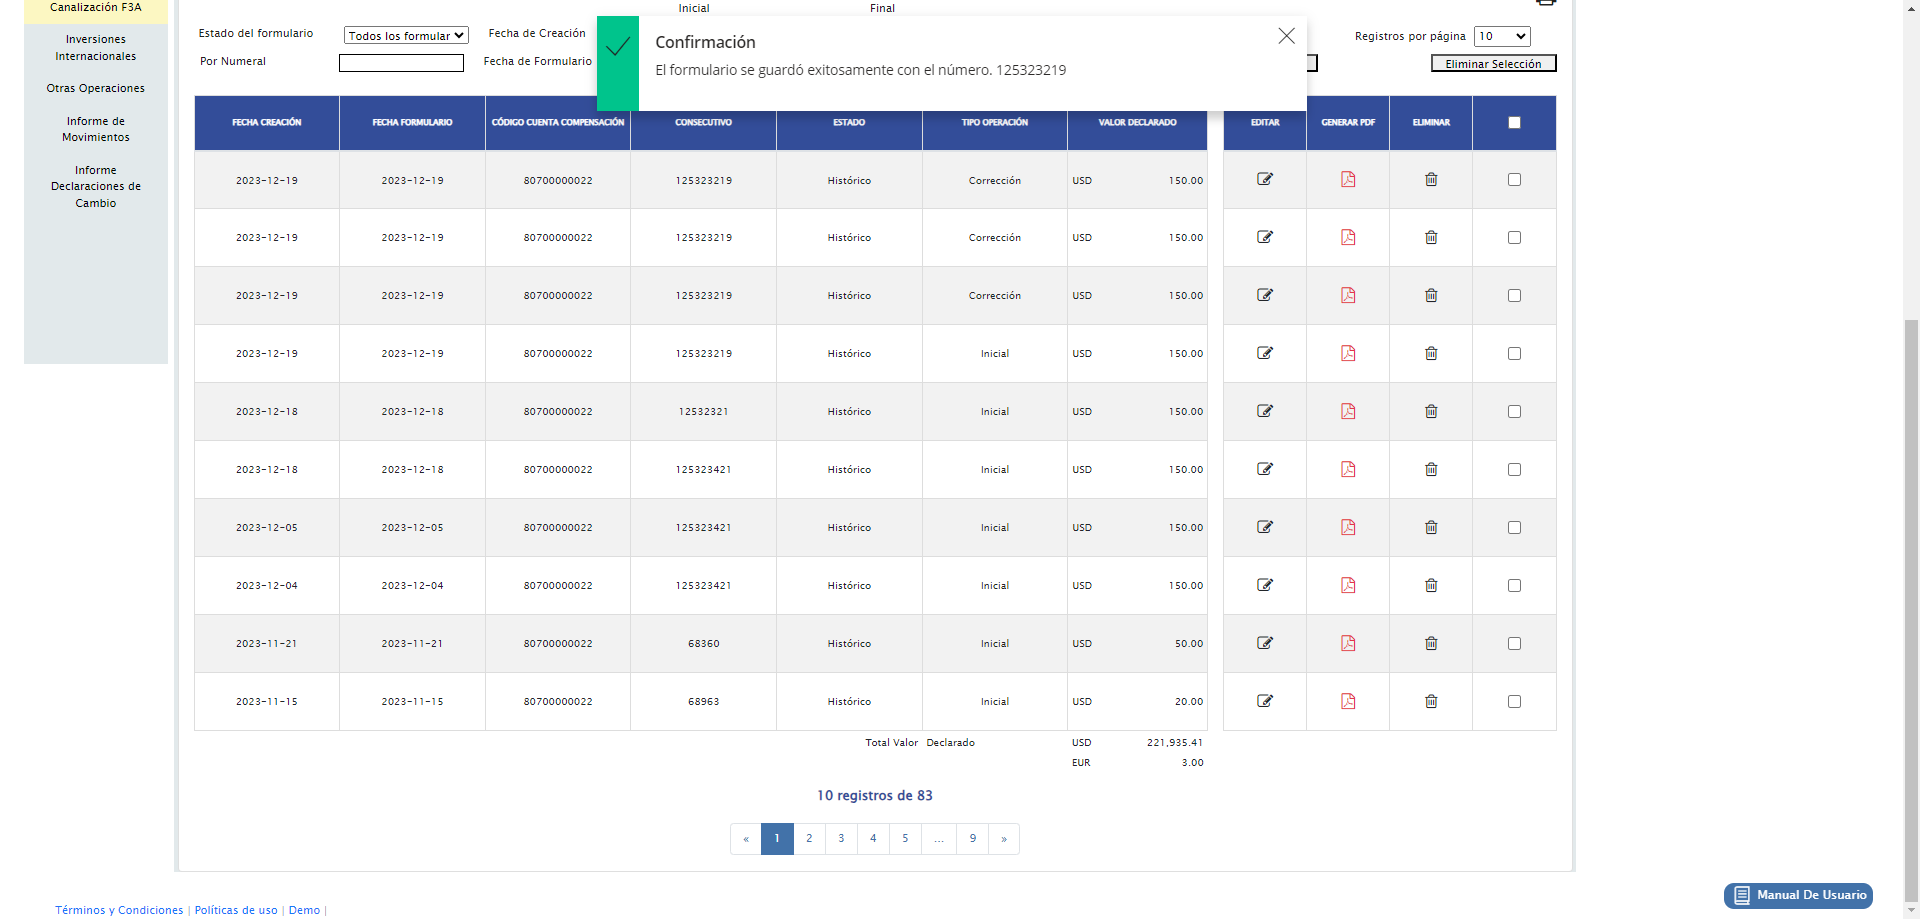 Canalización F3A
Inversiones
Internacionales
Otras Operaciones
Informe de
Movimientos
Informe
Declaraciones de
Cambio
Inicial Final
Estado del formulario Todos los formular Fecha de Creación Registros por página 10
Por Numeral Fecha de Formulario Eliminar Selección
Confirmación
El formulario se guardó exitosamente con el número. 125323219
FECHA CREACIÓN FECHA FORMULARIO CÓDIGO CUENTA COMPENSACIÓN CONSECUTIVO ESTADO TIPO OPERACIÓN VALOR DECLARADO EDITAR GENERAR PDF ELIMINAR
2023-12-19 2023-12-19 80700000022 125323219 Histórico Corrección USD 150.00
2023-12-19 2023-12-19 80700000022 125323219 Histórico Corrección USD 150.00
2023-12-19 2023-12-19 80700000022 125323219 Histórico Corrección USD 150.00
2023-12-19 2023-12-19 80700000022 125323219 Histórico Inicial USD 150.00
2023-12-18 2023-12-18 80700000022 12532321 Histórico Inicial USD 150.00
2023-12-18 2023-12-18 80700000022 125323421 Histórico Inicial USD 150.00
2023-12-05 2023-12-05 80700000022 125323421 Histórico Inicial USD 150.00
2023-12-04 2023-12-04 80700000022 125323421 Histórico Inicial USD 150.00
2023-11-21 2023-11-21 80700000022 68360 Histórico Inicial USD 50.00
2023-11-15 2023-11-15 80700000022 68963 Histórico Inicial USD 20.00
Total Valor Declarado USD 221,935.41
EUR 3.00
10 registros de 83
« 1 2 3 4 5 ... 9 »
Manual De Usuario
Términos y Condiciones | Políticas de uso | Demo |